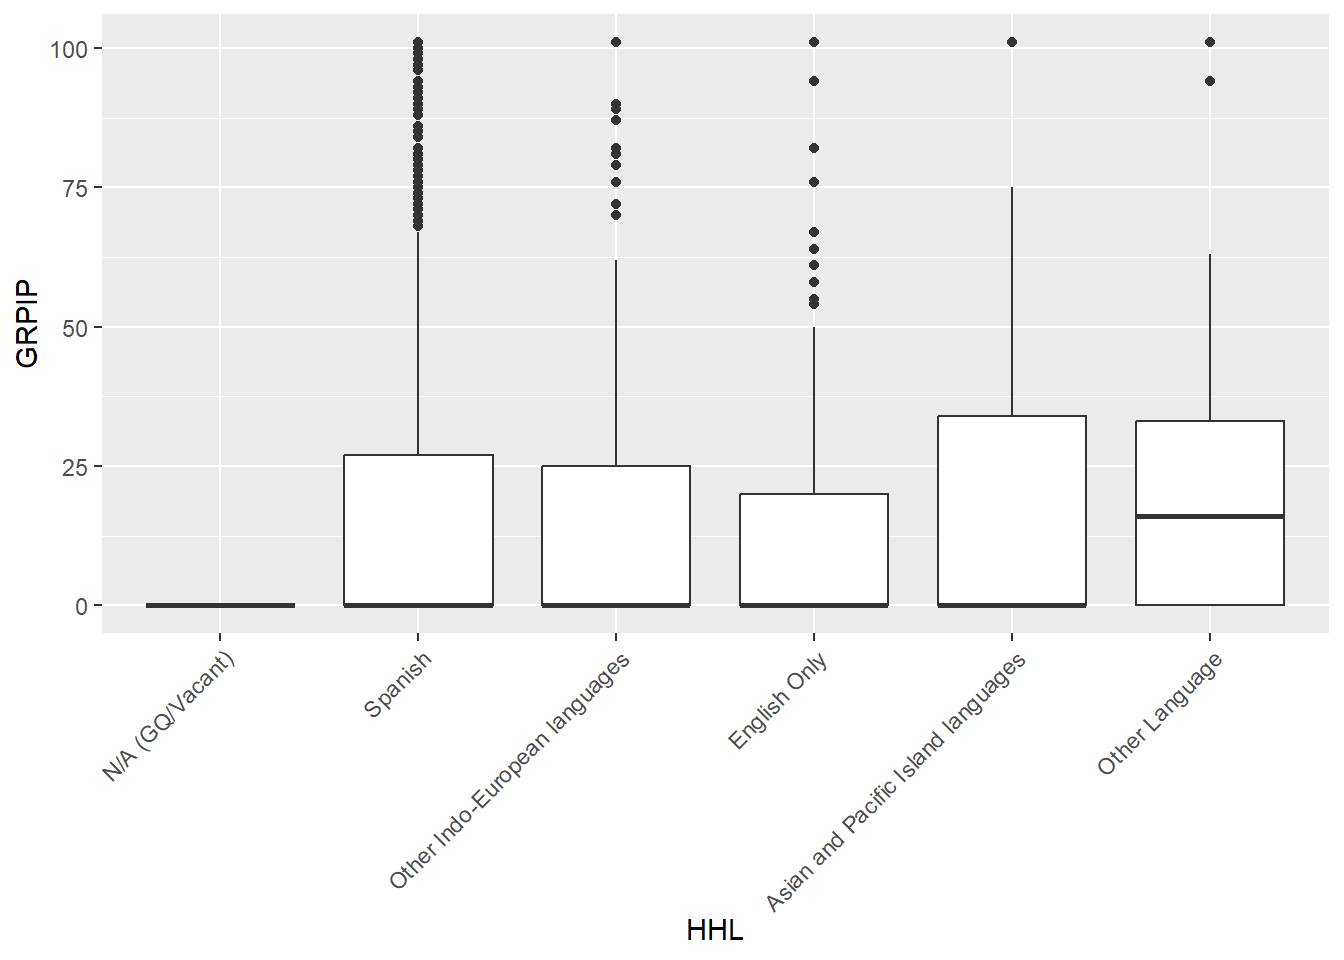 100
75
50
25
0
GRPIP
N/A (GQ/Vacant)
Spanish
Other Indo-European languages
English Only
Asian and Pacific Island languages
Other Language
HHL